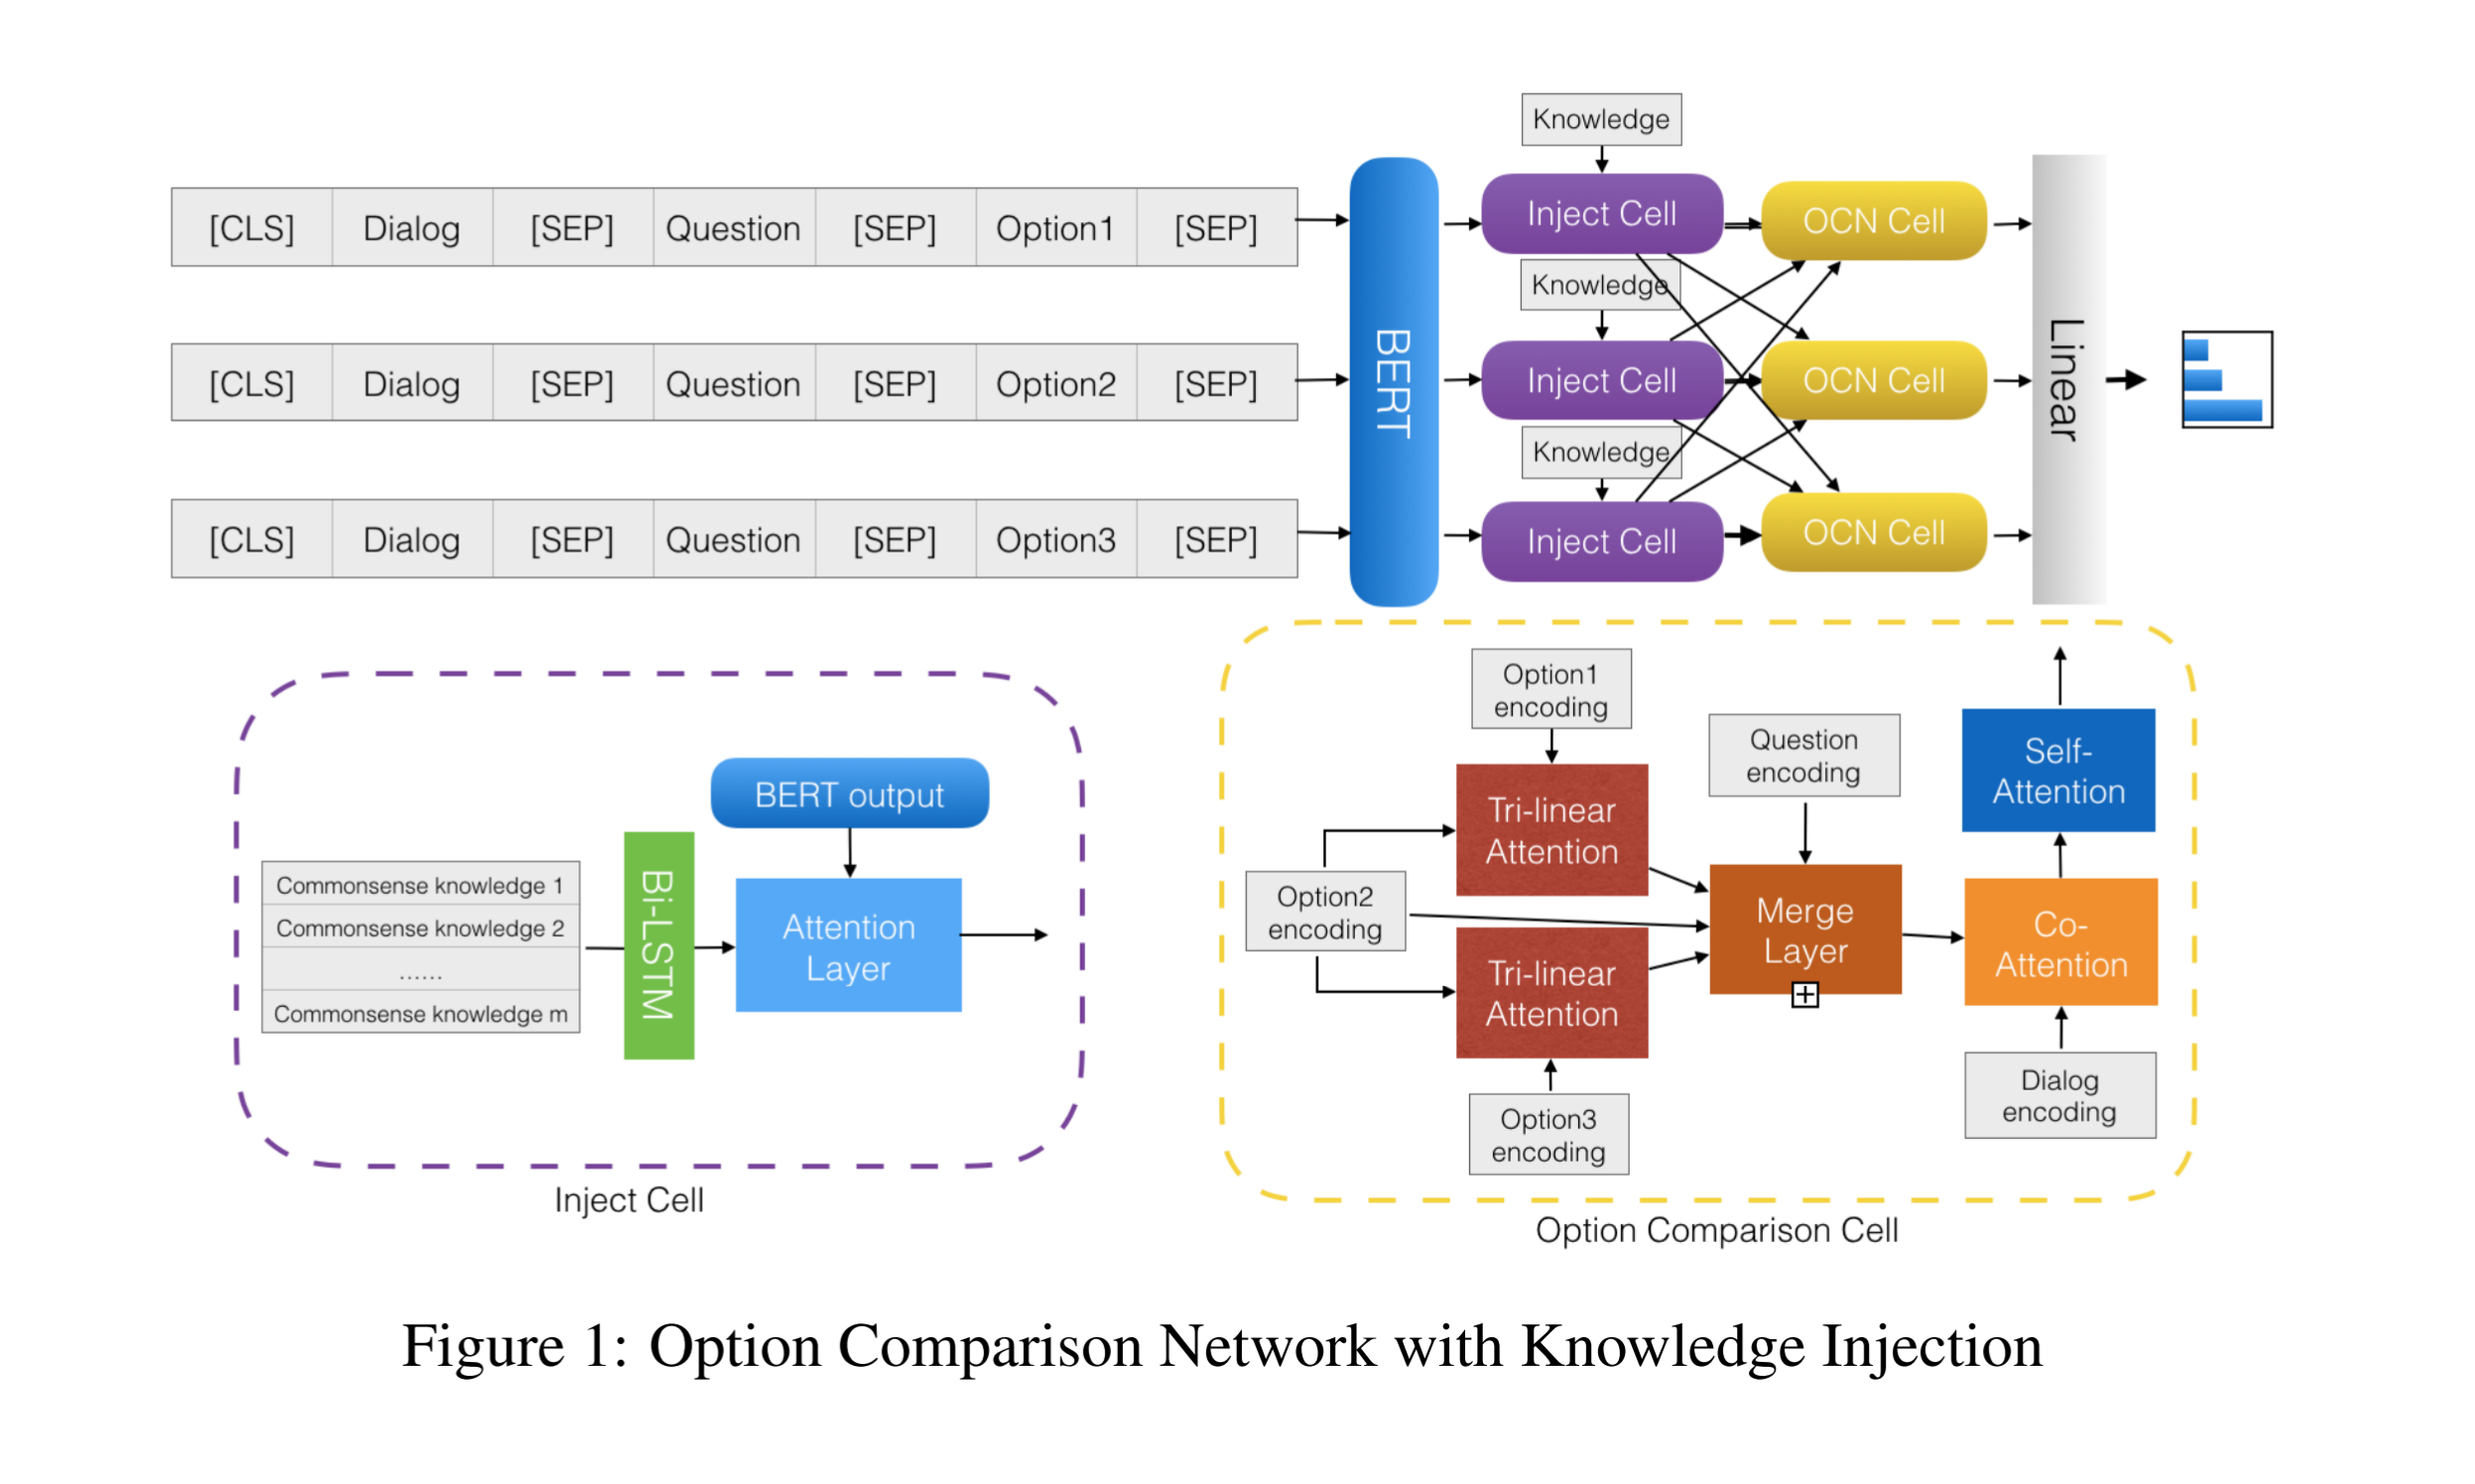 Knowledge
[CLS] Dialog [SEP] Question [SEP] Option1 [SEP]
Inject Cell
OCN Cell
Knowledge
[CLS] Dialog [SEP] Question [SEP] Option2 [SEP]
BERT
Inject Cell
OCN Cell
Linear
Knowledge
[CLS] Dialog [SEP] Question [SEP] Option3 [SEP]
Inject Cell
OCN Cell
BERT output
Commonsense knowledge 1
Commonsense knowledge 2
......
Commonsense knowledge m
Bi-LSTM
Attention
Layer
Inject Cell
Option1
encoding
Tri-linear
Attention
Option2
encoding
Tri-linear
Attention
Option3
encoding
Question
encoding
Merge
Layer
+
Self-
Attention
Co-
Attention
Dialog
encoding
Option Comparison Cell
Figure 1: Option Comparison Network with Knowledge Injection